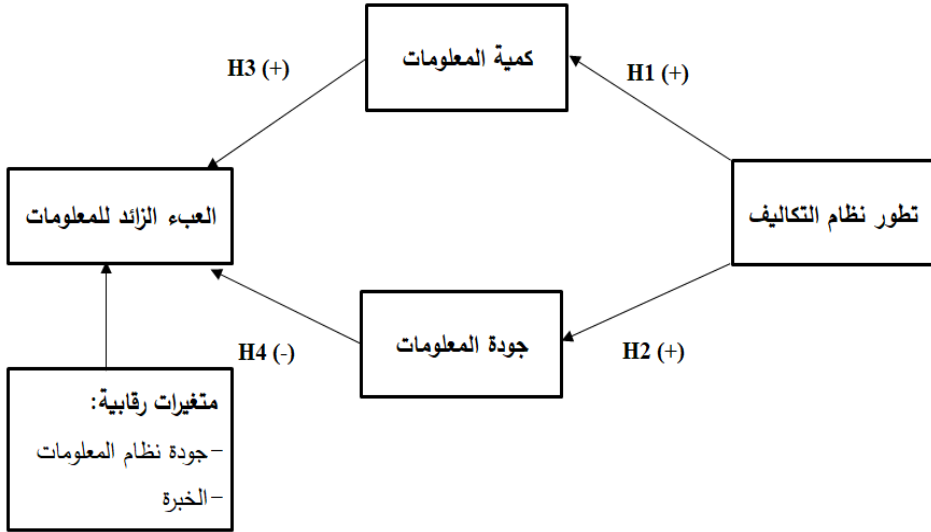 كمية المعلومات
H3 (+)
H1 (+)
العبء الزائد للمعلومات
تطور نظام التكاليف
جودة المعلومات
H4 (-)
H2 (+)
متغيرات رقابية:
-جودة نظام المعلومات
-الخبرة